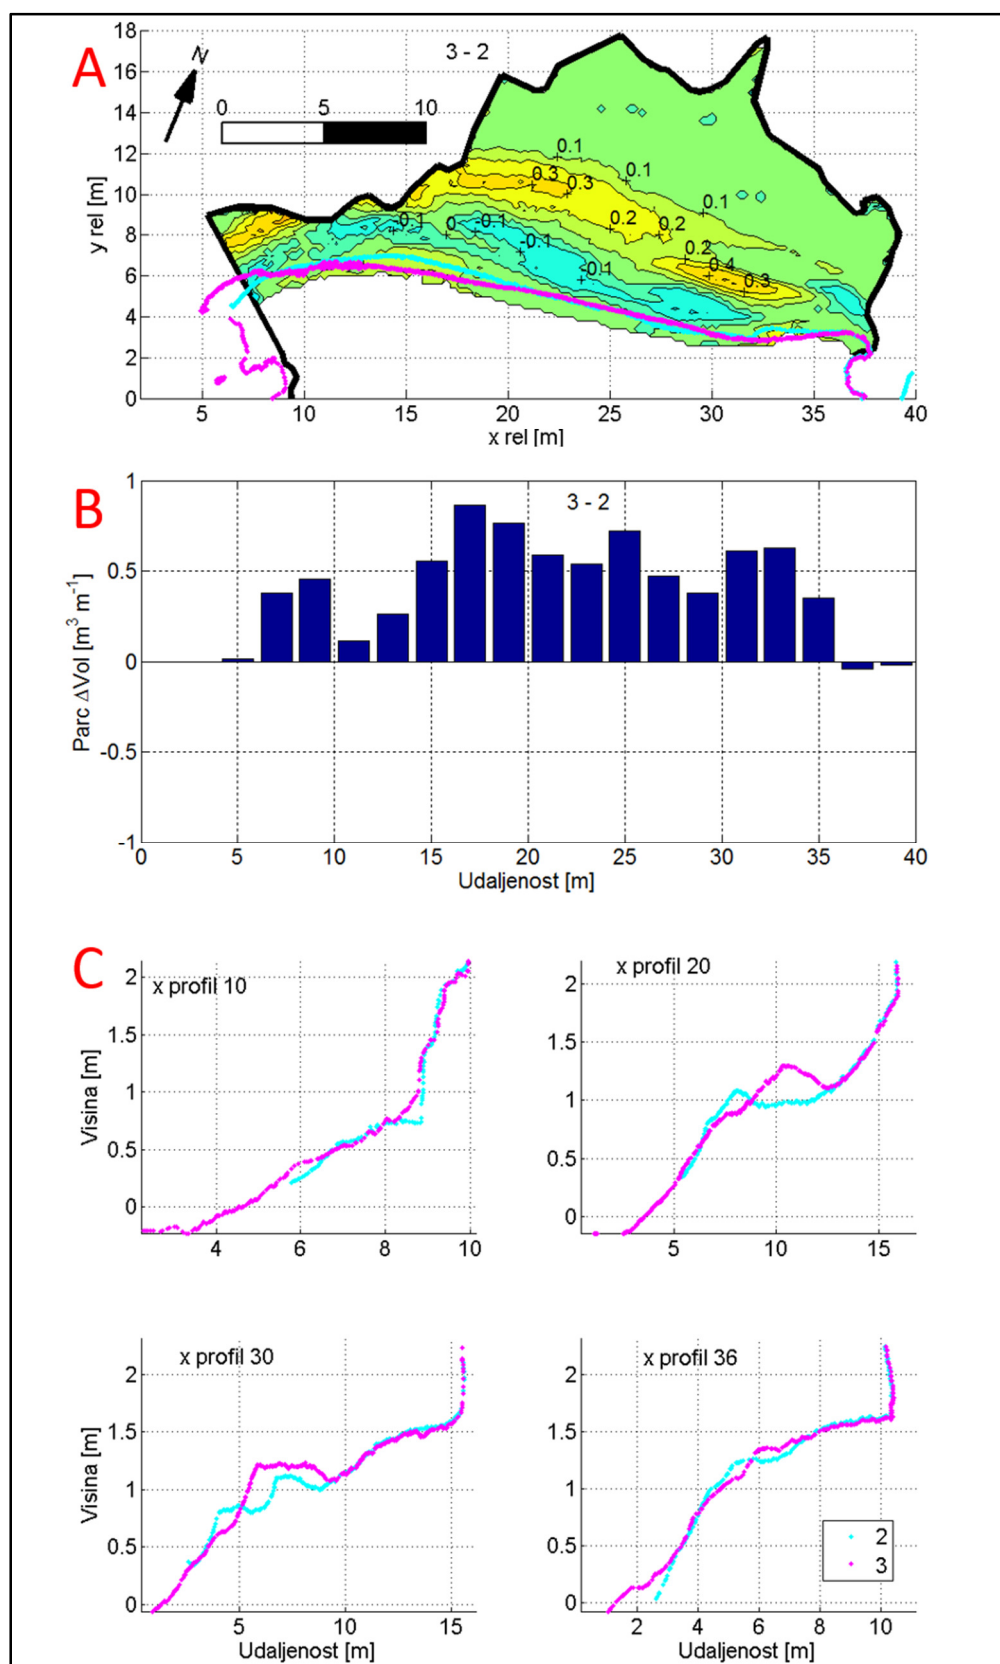 A
3 - 2
N
0 5 10
18
16
14
12
10
8
6
4
2
0
y rel [m]
0.1
0.1
0.3
0.3
0.1
0.2
0.2
-0.1
0
-0.1
-0.1
-0.1
0.2
0.4
0.3
5 10 15 20 25 30 35 40
x rel [m]
B
3 - 2
1
0.5
0
-0.5
-1
Parc ΔVol [m³ m⁻¹]
0 5 10 15 20 25 30 35 40
Udaljenost [m]
C
x profil 10
2
1.5
1
0.5
0
Visina [m]
4 6 8 10
x profil 20
2
1.5
1
0.5
0
5 10 15
x profil 30
2
1.5
1
0.5
0
Visina [m]
5 10 15
Udaljenost [m]
x profil 36
2
1.5
1
0.5
0
2
3
2 4 6 8 10
Udaljenost [m]